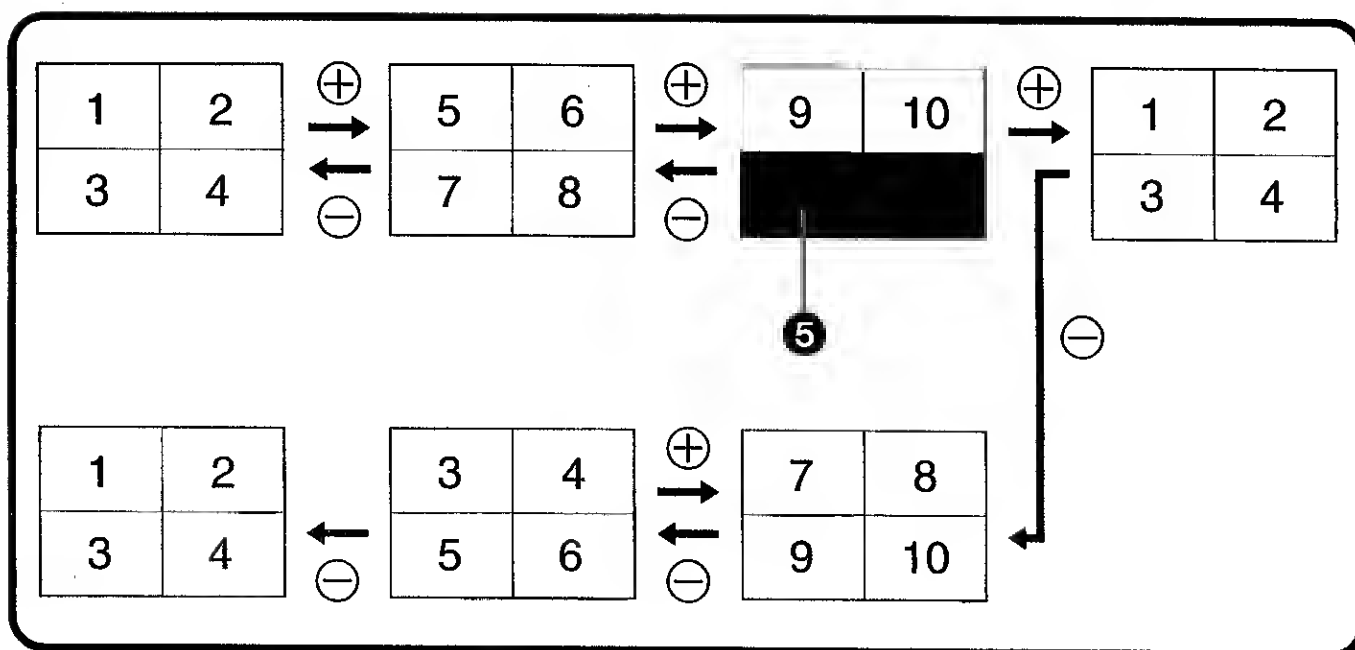 1 2 ⊕ 5 6 ⊕ 9 10 ⊕ 1 2
3 4 ⊖ 7 8 ⊖ 3 4
❺ ⊖
1 2 3 4 ⊕ 7 8
3 4 ⊖ 5 6 ⊖ 9 10